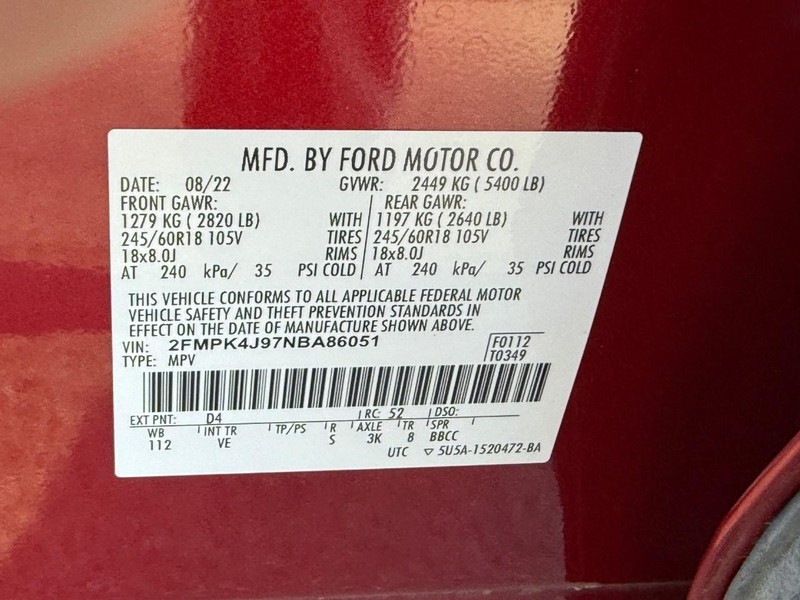 MFD. BY FORD MOTOR CO.
DATE: 08/22 GVWR: 2449 KG ( 5400 LB)
FRONT GAWR: REAR GAWR:
1279 KG ( 2820 LB) WITH 1197 KG ( 2640 LB) WITH
245/60R18 105V TIRES 245/60R18 105V TIRES
18x8.0J RIMS 18x8.0J RIMS
AT 240 kPa/ 35 PSI COLD AT 240 kPa/ 35 PSI COLD
THIS VEHICLE CONFORMS TO ALL APPLICABLE FEDERAL MOTOR
VEHICLE SAFETY AND THEFT PREVENTION STANDARDS IN
EFFECT ON THE DATE OF MANUFACTURE SHOWN ABOVE.
VIN: 2FMPK4J97NBA86051 F0112
TYPE: MPV T0349
EXT PNT: D4 RC: 52 DSO:
WB INT TR TP/PS R AXLE TR SPR
112 VE S 3K 8 BBCC
UTC ▽ 5U5A-1520472-BA